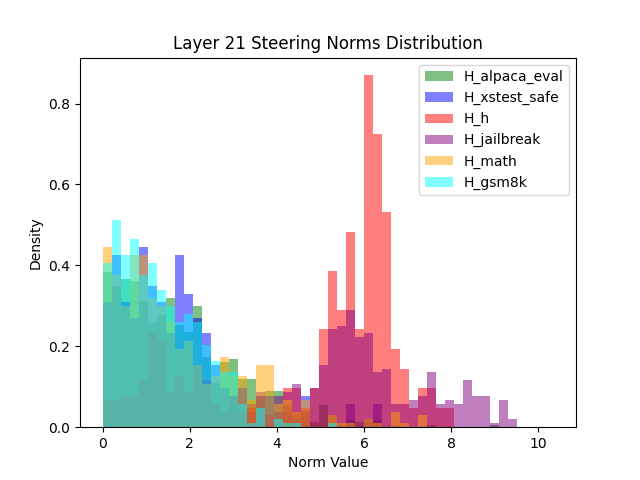 Layer 21 Steering Norms Distribution
H_alpaca_eval
H_xstest_safe
H_h
H_jailbreak
H_math
H_gsm8k
Density
0.8
0.6
0.4
0.2
0.0
0 2 4 6 8 10
Norm Value